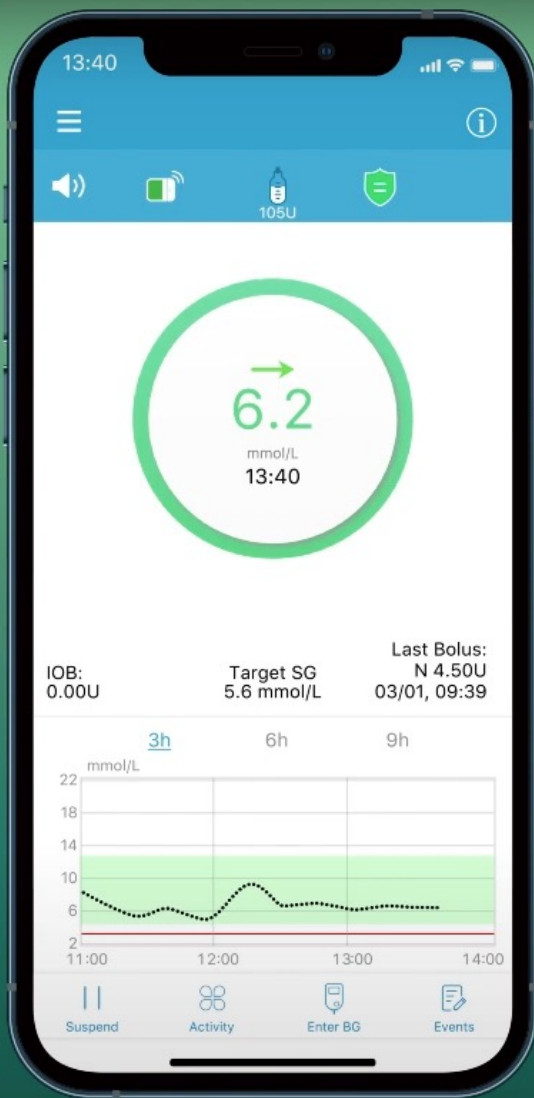 13:40
105U
6.2
mmol/L
13:40
IOB:
0.00U
Target SG
5.6 mmol/L
Last Bolus:
N 4.50U
03/01, 09:39
3h 6h 9h
mmol/L
22
18
14
10
6
2
11:00 12:00 13:00 14:00
Suspend Activity Enter BG Events